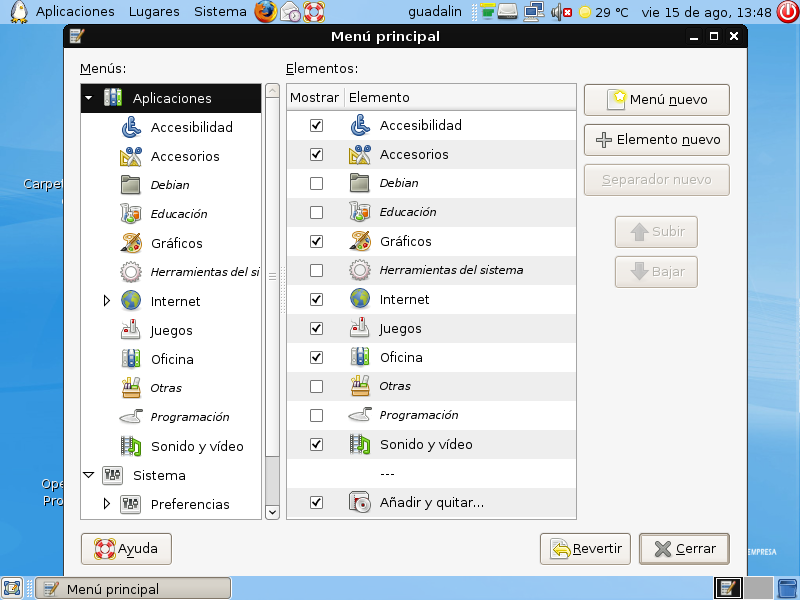 Aplicaciones Lugares Sistema guadalin 29 °C vie 15 de ago, 13:48
Menú principal
Menús:
Aplicaciones
Accesibilidad
Accesorios
Debian
Educación
Gráficos
Herramientas del si
Internet
Juegos
Oficina
Otras
Programación
Sonido y vídeo
Sistema
Preferencias
Elementos:
Mostrar Elemento
Accesibilidad
Accesorios
Debian
Educación
Gráficos
Herramientas del sistema
Internet
Juegos
Oficina
Otras
Programación
Sonido y vídeo
---
Añadir y quitar...
Menú nuevo
Elemento nuevo
Separador nuevo
Subir
Bajar
Carpet
Ope
Pro
EMPRESA
Ayuda
Revertir
Cerrar
Menú principal